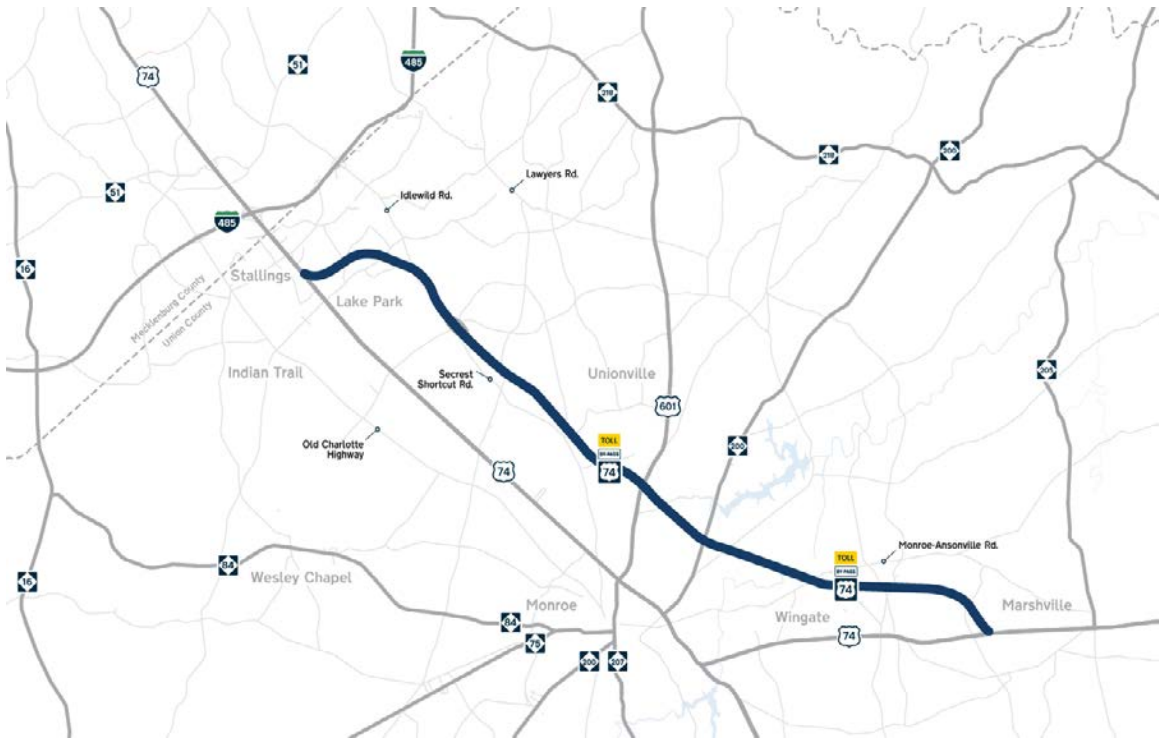 74
51
485
218
51
485
218
200
Lawyers Rd.
Idlewild Rd.
16
Stallings
Mecklenburg County
Union County
Lake Park
Indian Trail
Secrest
Shortcut Rd.
Unionville
205
601
Old Charlotte
Highway
TOLL
BY PASS
74
200
74
TOLL
BY PASS
74
Monroe-Ansonville Rd.
84
Wesley Chapel
16
Monroe
84
75
Wingate
Marshville
74
200
207